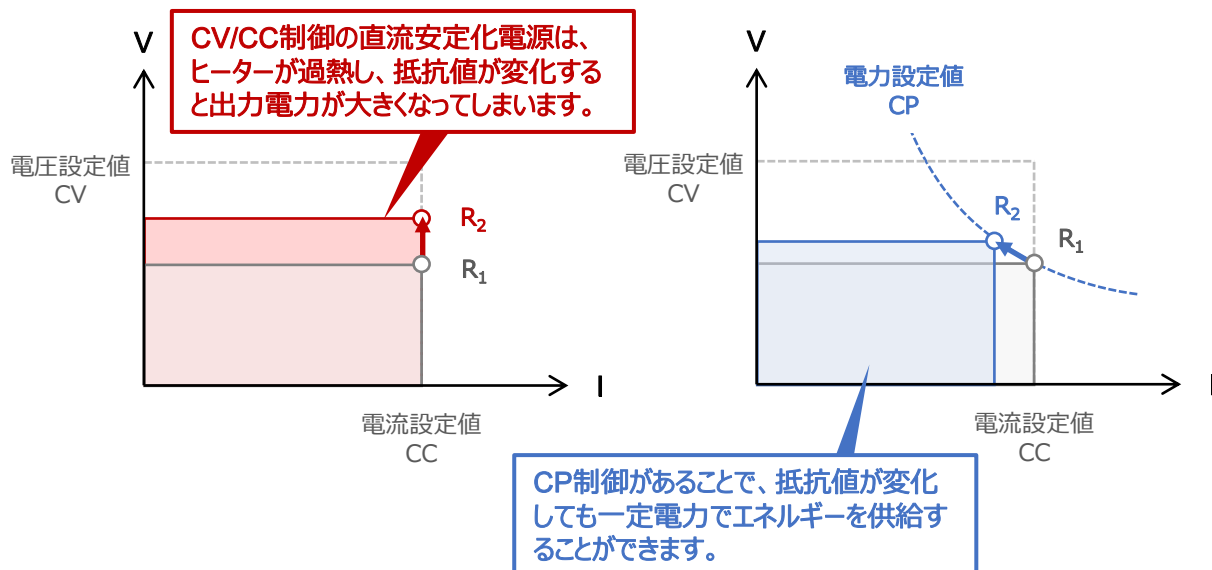 V
CV/CC制御の直流安定化電源は、
ヒーターが過熱し、抵抗値が変化する
と出力電力が大きくなってしまいます。
電圧設定値
CV
R2
R1
I
電流設定値
CC
V
電力設定値
CP
電圧設定値
CV
R2
R1
I
電流設定値
CC
CP制御があることで、抵抗値が変化
しても一定電力でエネルギーを供給す
ることができます。